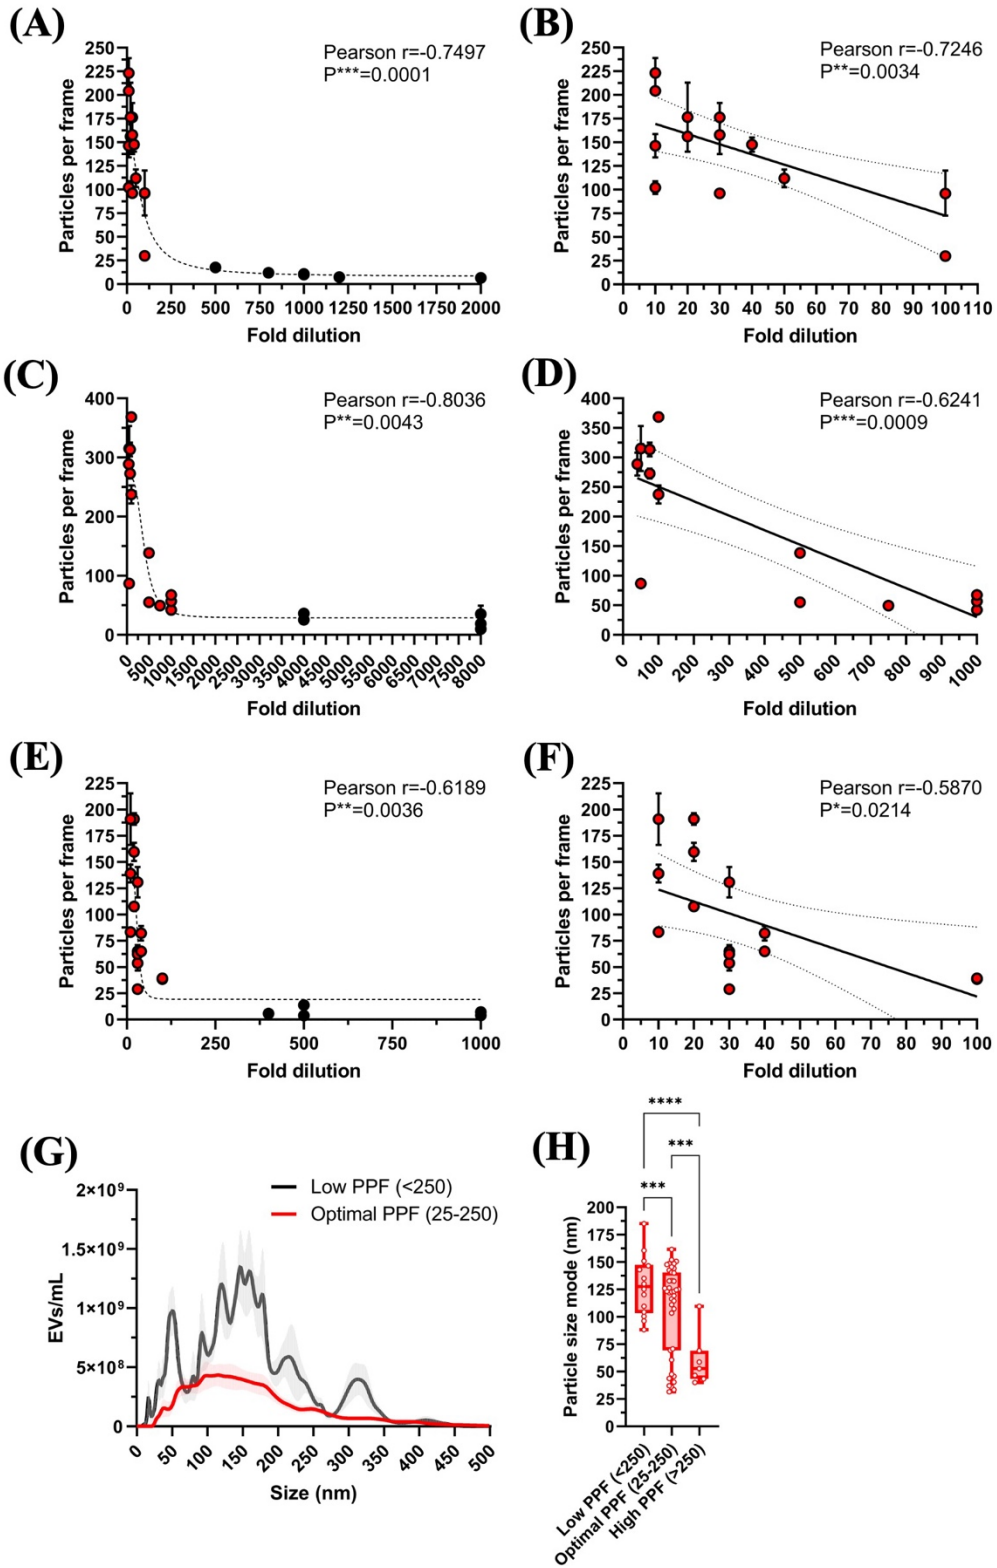 (A)
Pearson r=-0.7497
P***=0.0001
Particles per frame
250
225
200
175
150
125
100
75
50
25
0
0 250 500 750 1000 1250 1500 1750 2000
Fold dilution
(B)
Pearson r=-0.7246
P**=0.0034
Particles per frame
250
225
200
175
150
125
100
75
50
25
0
0 10 20 30 40 50 60 70 80 90 100 110
Fold dilution
(C)
Pearson r=-0.8036
P**=0.0043
Particles per frame
400
300
200
100
0
0 500 1000 1500 2000 2500 3000 3500 4000 4500 5000 5500 6000 6500 7000 7500 8000
Fold dilution
(D)
Pearson r=-0.6241
P***=0.0009
Particles per frame
400
350
300
250
200
150
100
50
0
0 100 200 300 400 500 600 700 800 900 1000
Fold dilution
(E)
Pearson r=-0.6189
P**=0.0036
Particles per frame
225
200
175
150
125
100
75
50
25
0
0 250 500 750 1000
Fold dilution
(F)
Pearson r=-0.5870
P*=0.0214
Particles per frame
225
200
175
150
125
100
75
50
25
0
0 10 20 30 40 50 60 70 80 90 100
Fold dilution
(G)
Low PPF (<250)
Optimal PPF (25-250)
EVs/mL
2×10⁹
1.5×10⁹
1×10⁹
5×10⁸
0
0 50 100 150 200 250 300 350 400 450 500
Size (nm)
(H)
****
***
***
Particle size mode (nm)
200
175
150
125
100
75
50
25
0
Low PPF (<250)
Optimal PPF (25-250)
High PPF (>250)